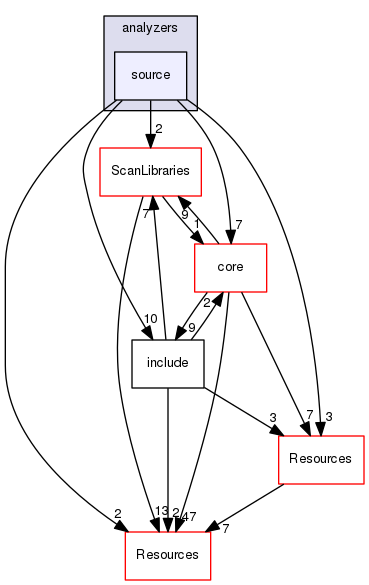 analyzers
source
2
ScanLibraries
7
9
1
7
core
2
10
9
include
3
7
3
Resources
2
13
2
47
7
Resources